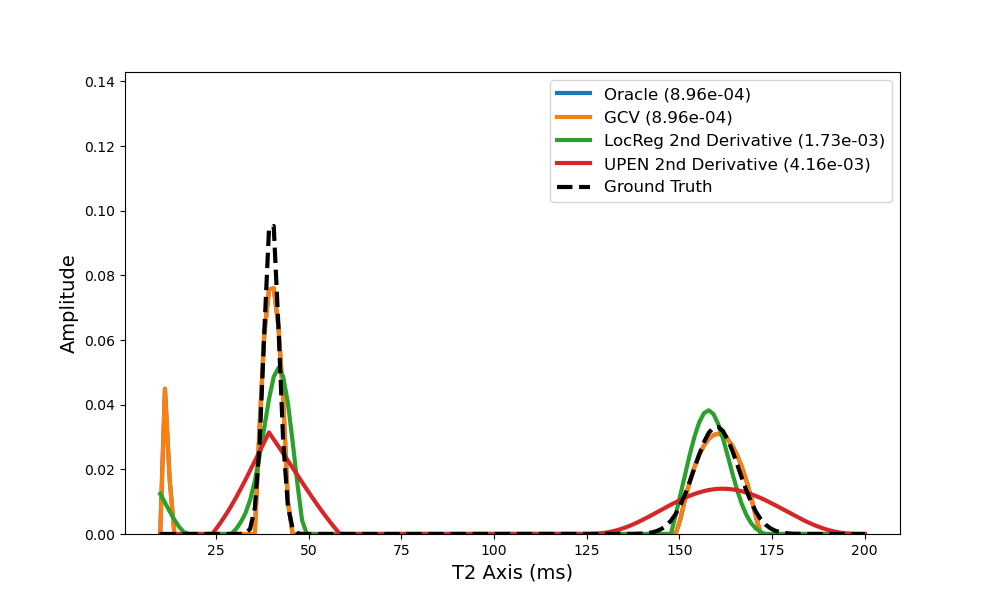 0.14
0.12
0.10
0.08
0.06
0.04
0.02
0.00
Amplitude
25
50
75
100
125
150
175
200
T2 Axis (ms)
Oracle (8.96e-04)
GCV (8.96e-04)
LocReg 2nd Derivative (1.73e-03)
UPEN 2nd Derivative (4.16e-03)
Ground Truth